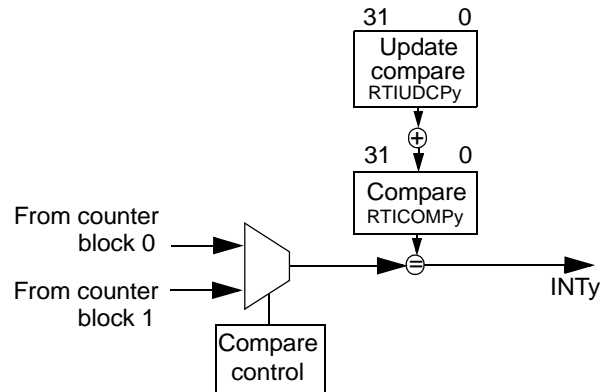 31 0
Update
compare
RTIUDCPy
+
31 0
Compare
RTICOMPy
From counter
block 0
=
INTy
From counter
block 1
Compare
control